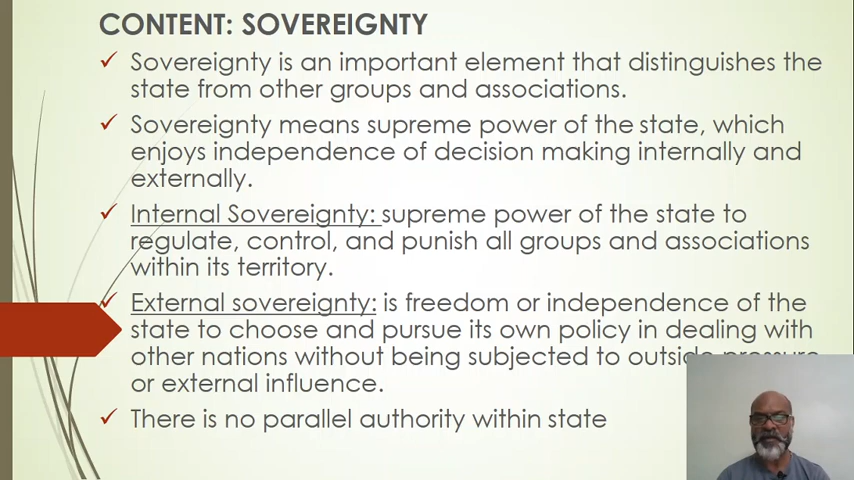 CONTENT: SOVEREIGNTY
✓ Sovereignty is an important element that distinguishes the
state from other groups and associations.
✓ Sovereignty means supreme power of the state, which
enjoys independence of decision making internally and
externally.
✓ Internal Sovereignty: supreme power of the state to
regulate, control, and punish all groups and associations
within its territory.
✓ External sovereignty: is freedom or independence of the
state to choose and pursue its own policy in dealing with
other nations without being subjected to outside pressure
or external influence.
✓ There is no parallel authority within state